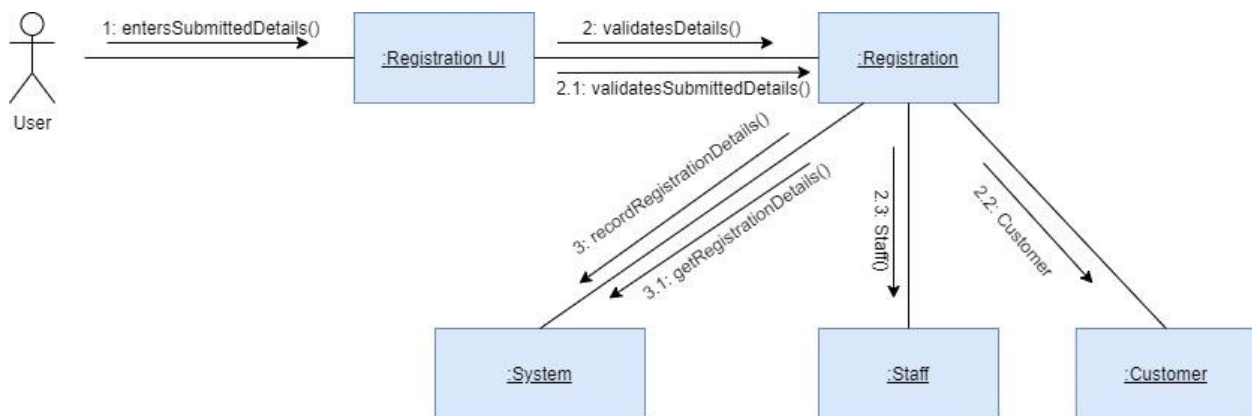 1: entersSubmittedDetails()
2: validatesDetails()
:Registration UI
:Registration
2.1: validatesSubmittedDetails()
User
3: recordRegistrationDetails()
3.1: getRegistrationDetails()
2.3: Staff()
2.2: Customer
:System
:Staff
:Customer